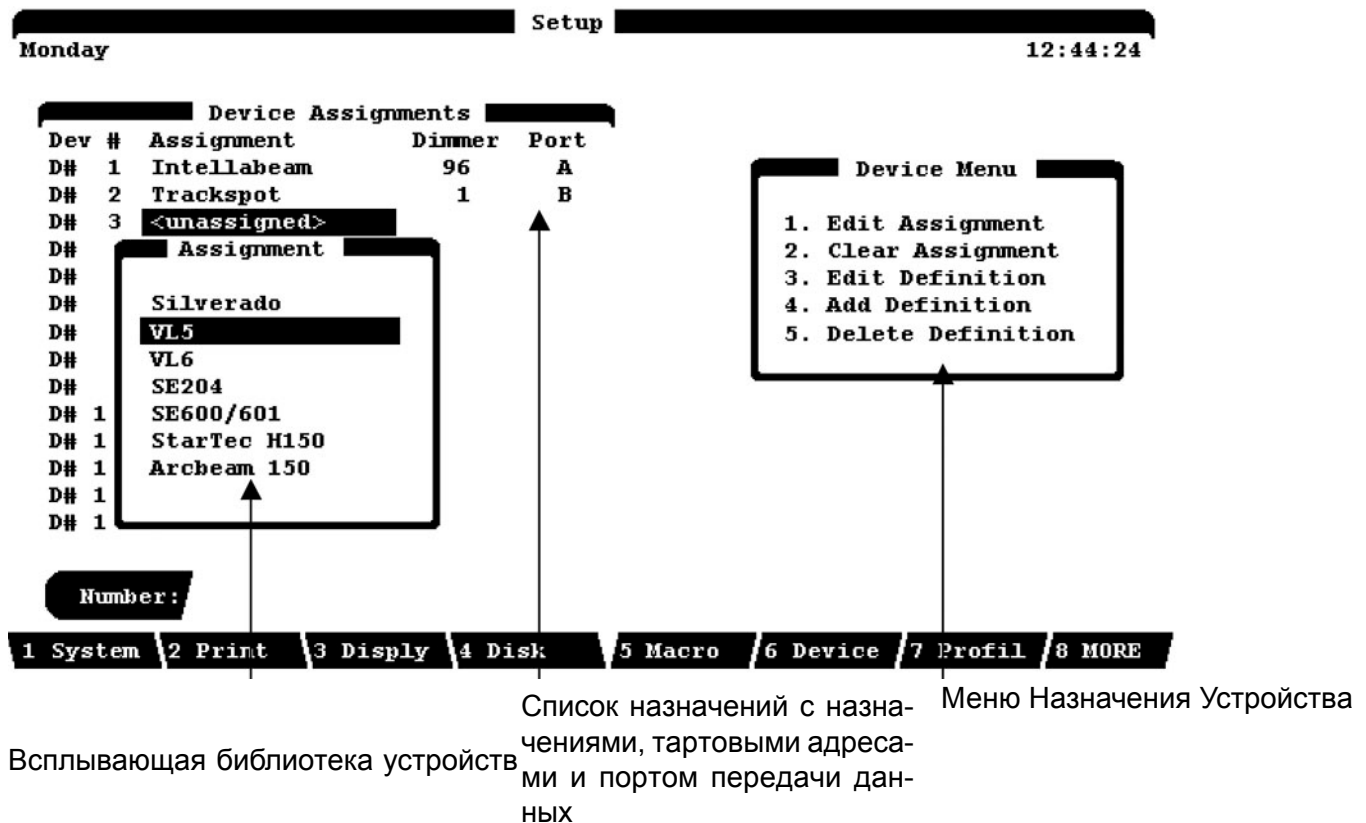 Setup
Monday 12:44:24
Device Assignments
Dev # Assignment Dimmer Port
D# 1 Intellabeam 96 A
D# 2 Trackspot 1 B
D# 3 <unassigned>
D# Assignment
D#
D# Silverado
D# VL5
D# VL6
D# SE204
D# 1 SE600/601
D# 1 StarTec H150
D# 1 Arcbeam 150
D# 1
D# 1
Device Menu
1. Edit Assignment
2. Clear Assignment
3. Edit Definition
4. Add Definition
5. Delete Definition
Number:
1 System 2 Print 3 Disply 4 Disk 5 Macro 6 Device 7 Profil 8 MORE
Всплывающая библиотека устройств
Список назначений с назна-
чениями, тартовыми адреса-
ми и портом передачи дан-
ных
Меню Назначения Устройства